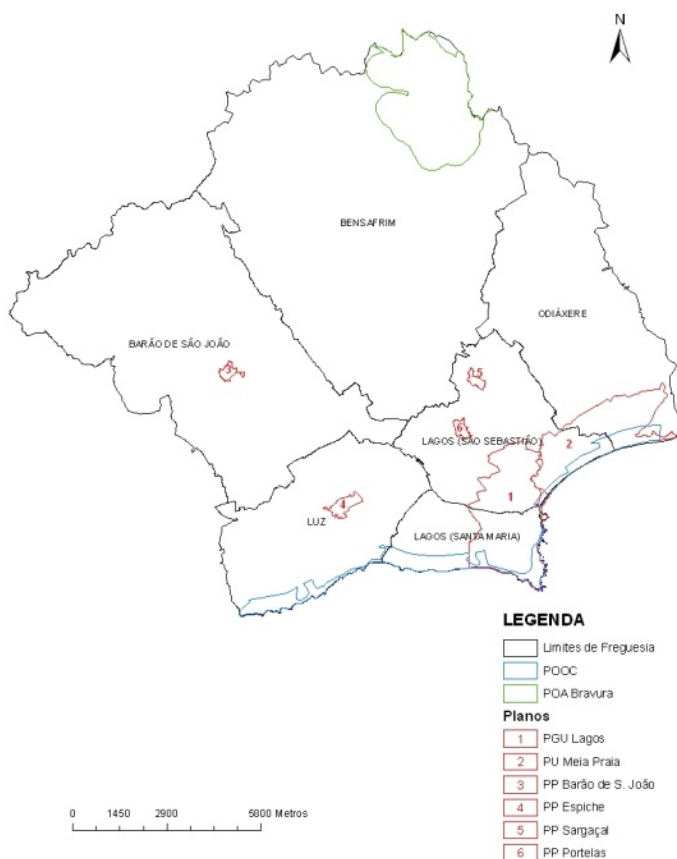 N
BENSAFRIM
ODIÁXERE
BARÃO DE SÃO JOÃO
3
5
6
LAGOS (SÃO SEBASTIÃO)
2
1
4
LUZ
LAGOS (SANTA MARIA)
LEGENDA
Limites de Freguesia
POOC
POA Bravura
Planos
1 PGU Lagos
2 PU Meia Praia
3 PP Barão de S. João
4 PP Espiche
5 PP Sargaçal
6 PP Portelas
0 1450 2900 5800 Metros